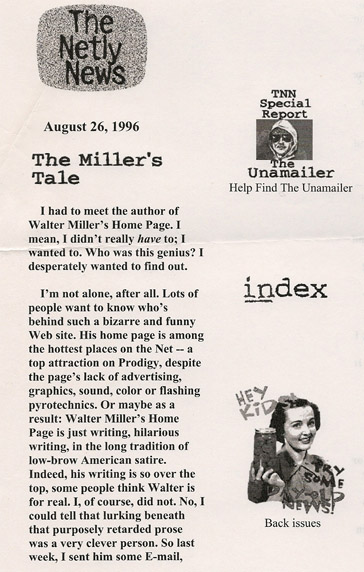 The
Netly
News
August 26, 1996
The Miller's
Tale
I had to meet the author of
Walter Miller's Home Page. I
mean, I didn't really have to; I
wanted to. Who was this genius? I
desperately wanted to find out.
I'm not alone, after all. Lots of
people want to know who's
behind such a bizarre and funny
Web site. His home page is among
the hottest places on the Net -- a
top attraction on Prodigy, despite
the page's lack of advertising,
graphics, sound, color or flashing
pyrotechnics. Or maybe as a
result: Walter Miller's Home
Page is just writing, hilarious
writing, in the long tradition of
low-brow American satire.
Indeed, his writing is so over the
top, some people think Walter is
for real. I, of course, did not. No, I
could tell that lurking beneath
that purposely retarded prose
was a very clever person. So last
week, I sent him some E-mail,
TNN
Special
Report
The
Unamailer
Help Find The Unamailer
index
HEY
KIDS!
TRY
SOME
DAY-OLD
NEWS!
Back issues